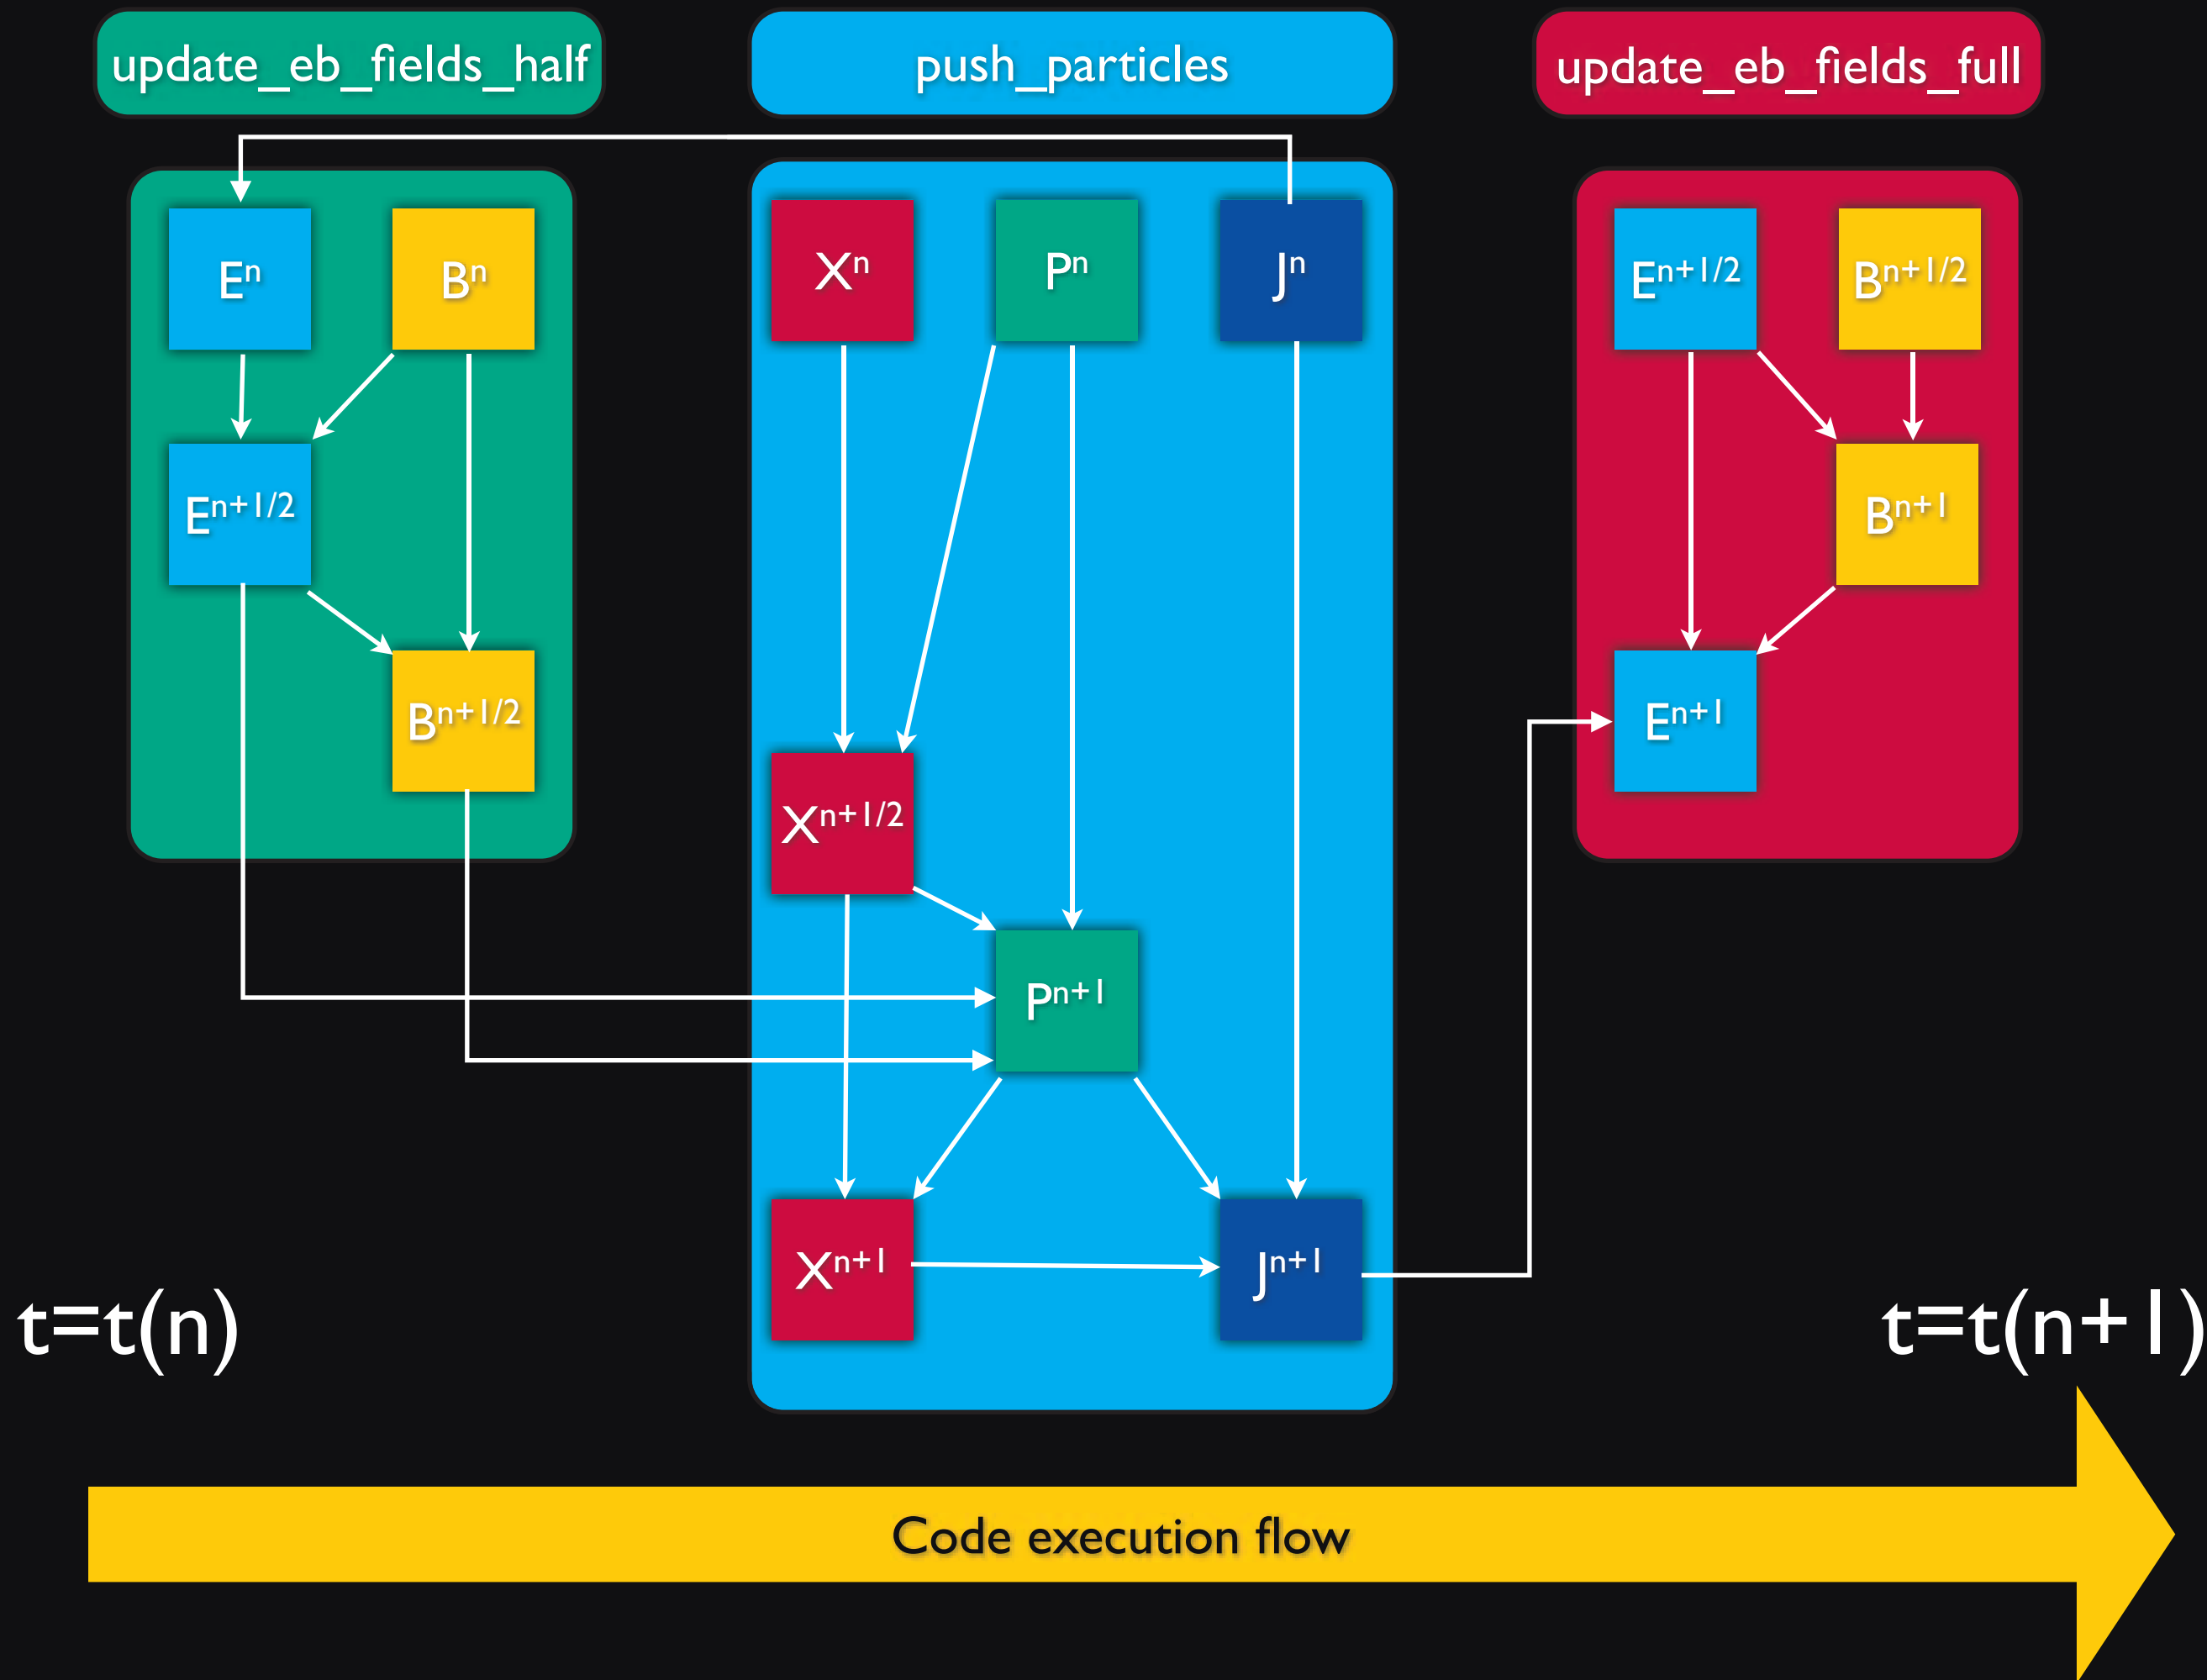 update_eb_fields_half
push_particles
update_eb_fields_full
Eⁿ
Bⁿ
Xⁿ
Pⁿ
Jⁿ
Eⁿ⁺¹/²
Bⁿ⁺¹/²
Eⁿ⁺¹/²
Bⁿ⁺¹
Bⁿ⁺¹/²
Eⁿ⁺¹
Xⁿ⁺¹/²
Pⁿ⁺¹
Xⁿ⁺¹
Jⁿ⁺¹
t=t(n)
t=t(n+1)
Code execution flow